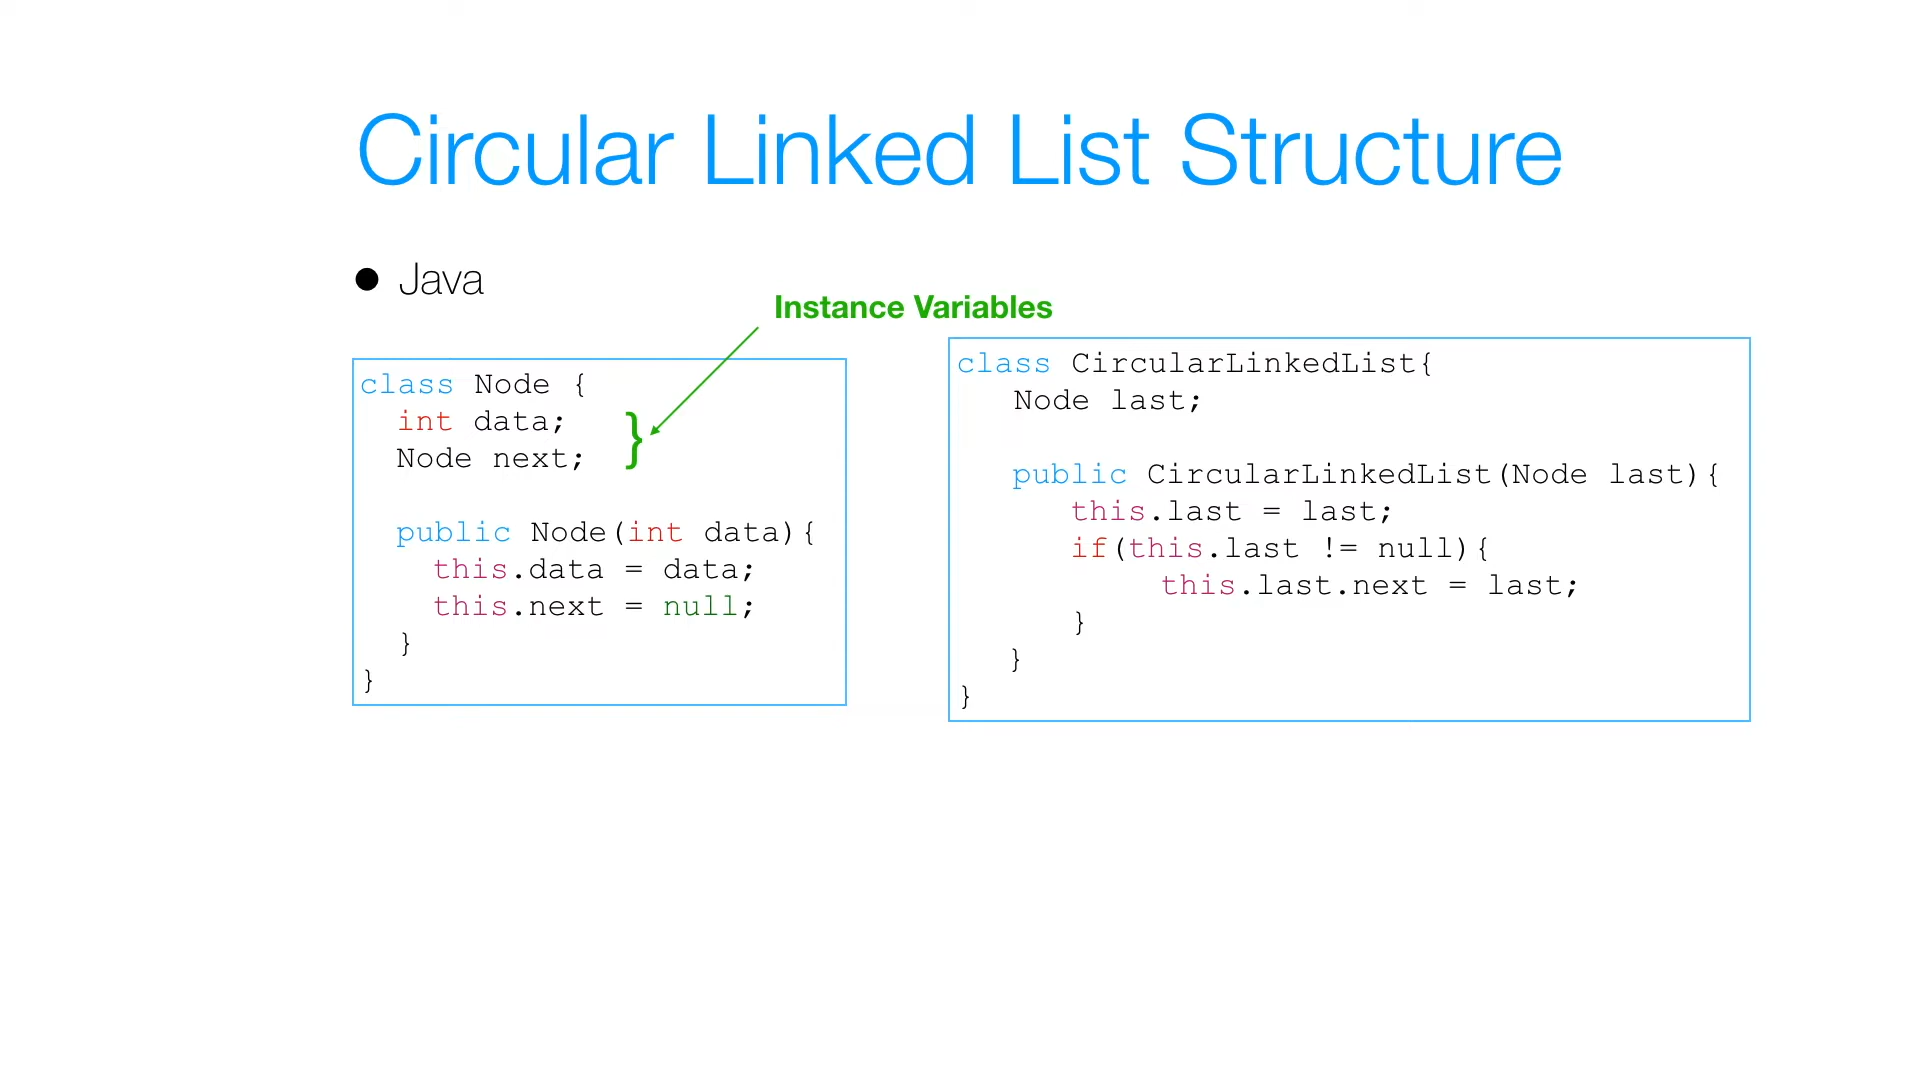 Circular Linked List Structure
● Java
Instance Variables
class Node {
int data;
Node next;
}
public Node(int data){
this.data = data;
this.next = null;
}
}
class CircularLinkedList{
Node last;
public CircularLinkedList(Node last){
this.last = last;
if(this.last != null){
this.last.next = last;
}
}
}